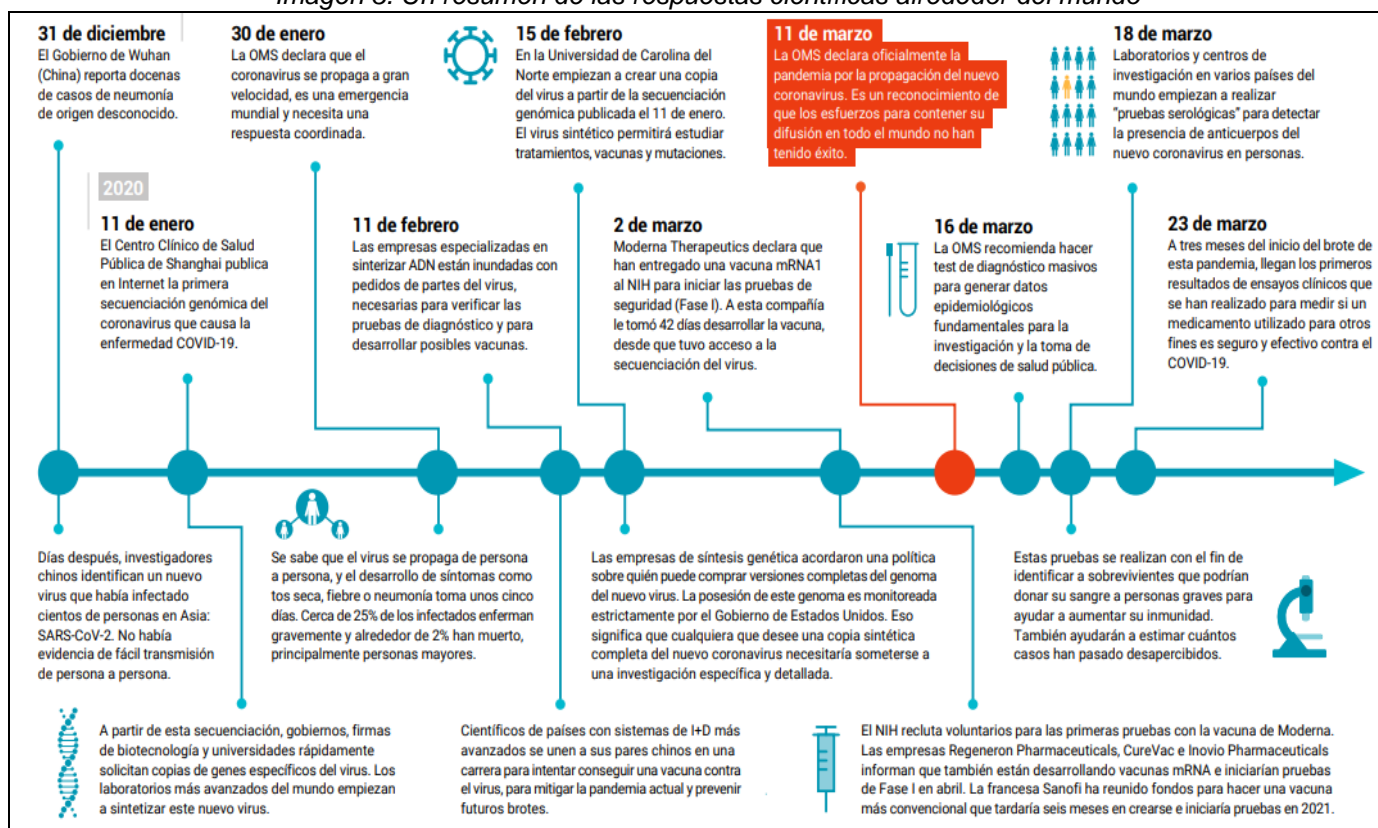 Imagen 3. Un resumen de las respuestas científicas alrededor del mundo
31 de diciembre
El Gobierno de Wuhan
(China) reporta docenas
de casos de neumonía
de origen desconocido.
30 de enero
La OMS declara que el
coronavirus se propaga a gran
velocidad, es una emergencia
mundial y necesita una
respuesta coordinada.
15 de febrero
En la Universidad de Carolina del
Norte empiezan a crear una copia
del virus a partir de la secuenciación
genómica publicada el 11 de enero.
El virus sintético permitirá estudiar
tratamientos, vacunas y mutaciones.
11 de marzo
La OMS declara oficialmente la
pandemia por la propagación del nuevo
coronavirus. Es un reconocimiento de
que los esfuerzos para contener su
difusión en todo el mundo no han
tenido éxito.
18 de marzo
Laboratorios y centros de
investigación en varios países del
mundo empiezan a realizar
"pruebas serológicas" para detectar
la presencia de anticuerpos del
nuevo coronavirus en personas.
2020
11 de enero
El Centro Clínico de Salud
Pública de Shanghai publica
en Internet la primera
secuenciación genómica del
coronavirus que causa la
enfermedad COVID-19.
11 de febrero
Las empresas especializadas en
sinterizar ADN están inundadas con
pedidos de partes del virus,
necesarias para verificar las
pruebas de diagnóstico y para
desarrollar posibles vacunas.
2 de marzo
Moderna Therapeutics declara que
han entregado una vacuna mRNA1
al NIH para iniciar las pruebas de
seguridad (Fase I). A esta compañía
le tomó 42 días desarrollar la vacuna,
desde que tuvo acceso a la
secuenciación del virus.
16 de marzo
La OMS recomienda hacer
test de diagnóstico masivos
para generar datos
epidemiológicos
fundamentales para la
investigación y la toma de
decisiones de salud pública.
23 de marzo
A tres meses del inicio del brote de
esta pandemia, llegan los primeros
resultados de ensayos clínicos que
se han realizado para medir si un
medicamento utilizado para otros
fines es seguro y efectivo contra el
COVID-19.
Días después, investigadores
chinos identifican un nuevo
virus que había infectado
cientos de personas en Asia:
SARS-CoV-2. No había
evidencia de fácil transmisión
de persona a persona.
Se sabe que el virus se propaga de persona
a persona, y el desarrollo de síntomas como
tos seca, fiebre o neumonía toma unos cinco
días. Cerca de 25% de los infectados enferman
gravemente y alrededor de 2% han muerto,
principalmente personas mayores.
Las empresas de síntesis genética acordaron una política
sobre quién puede comprar versiones completas del genoma
del nuevo virus. La posesión de este genoma es monitoreada
estrictamente por el Gobierno de Estados Unidos. Eso
significa que cualquiera que desee una copia sintética
completa del nuevo coronavirus necesitaría someterse a
una investigación específica y detallada.
Estas pruebas se realizan con el fin de
identificar a sobrevivientes que podrían
donar su sangre a personas graves para
ayudar a aumentar su inmunidad.
También ayudarán a estimar cuántos
casos han pasado desapercibidos.
A partir de esta secuenciación, gobiernos, firmas
de biotecnología y universidades rápidamente
solicitan copias de genes específicos del virus. Los
laboratorios más avanzados del mundo empiezan
a sintetizar este nuevo virus.
Científicos de países con sistemas de I+D más
avanzados se unen a sus pares chinos en una
carrera para intentar conseguir una vacuna contra
el virus, para mitigar la pandemia actual y prevenir
futuros brotes.
El NIH recluta voluntarios para las primeras pruebas con la vacuna de Moderna.
Las empresas Regeneron Pharmaceuticals, CureVac e Inovio Pharmaceuticals
informan que también están desarrollando vacunas mRNA e iniciarían pruebas
de Fase I en abril. La francesa Sanofi ha reunido fondos para hacer una vacuna
más convencional que tardaría seis meses en crearse e iniciaría pruebas en 2021.